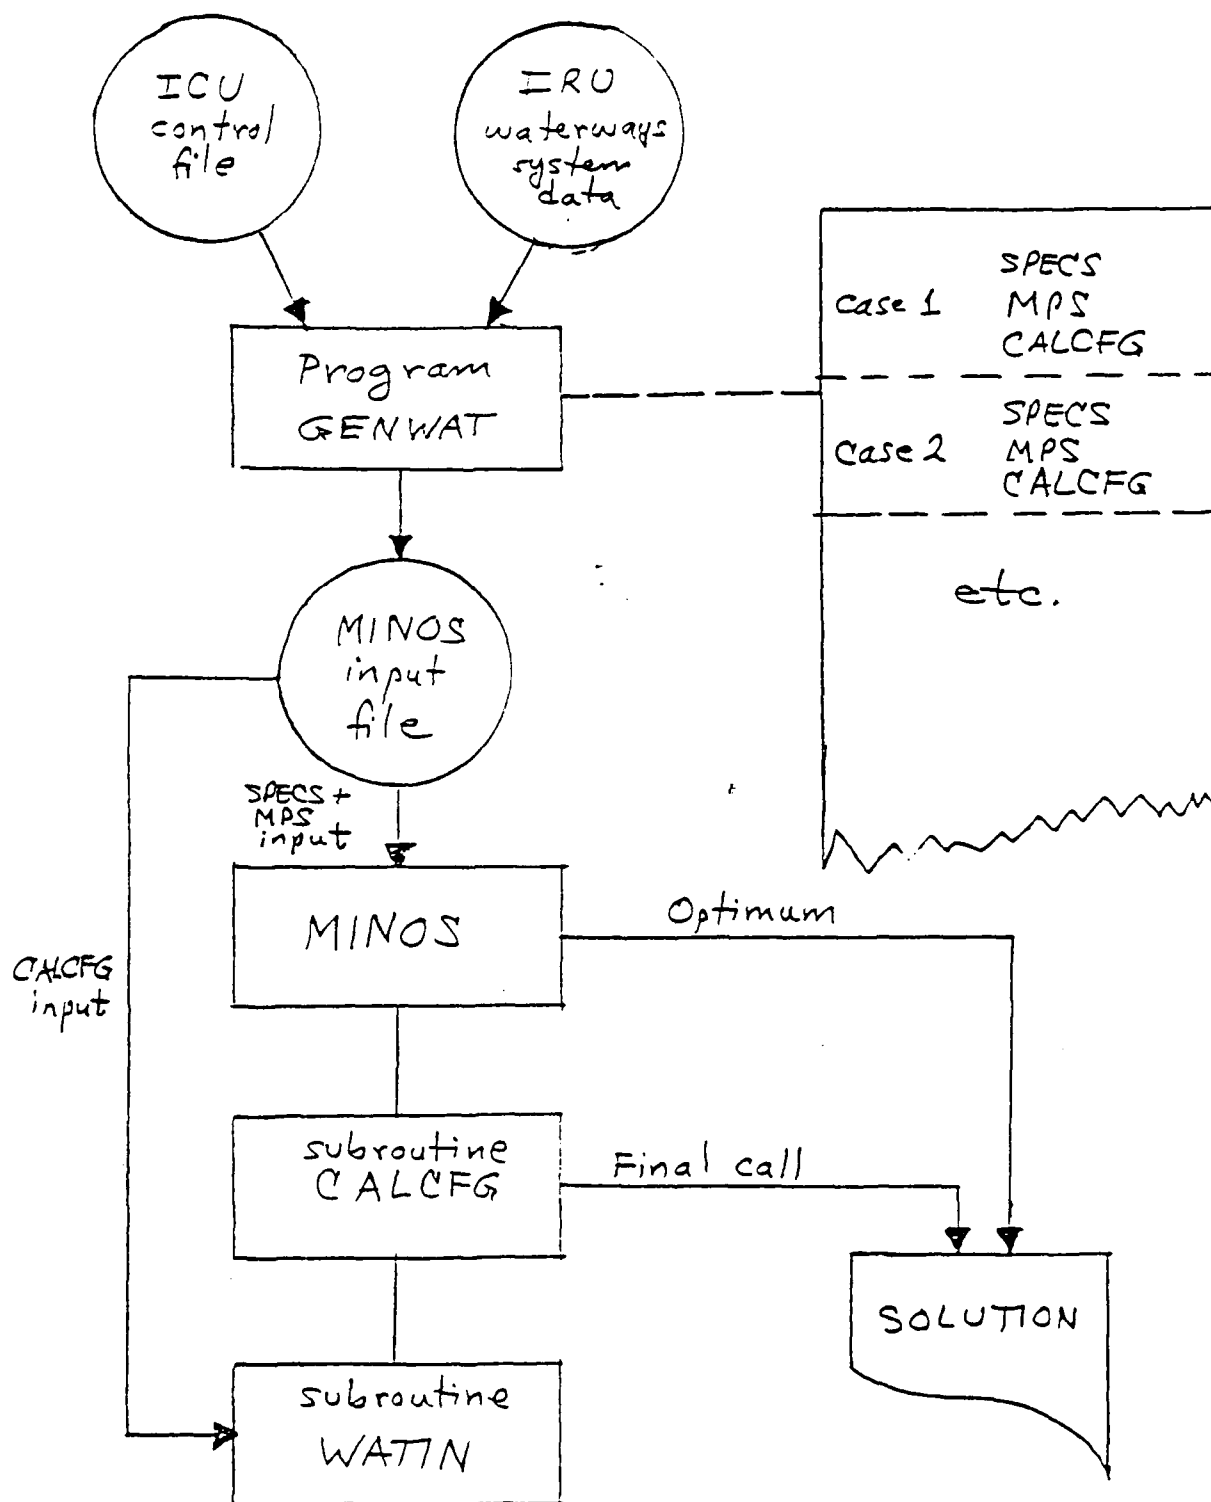 ICU
control
file
IRU
waterways
system
data
Program
GENWAT
case 1
SPECS
MPS
CALCFG
case 2
SPECS
MPS
CALCFG
etc.
MINOS
input
file
SPECS +
MPS
input
MINOS
Optimum
CALCFG
input
subroutine
CALCFG
Final call
SOLUTION
subroutine
WATIN